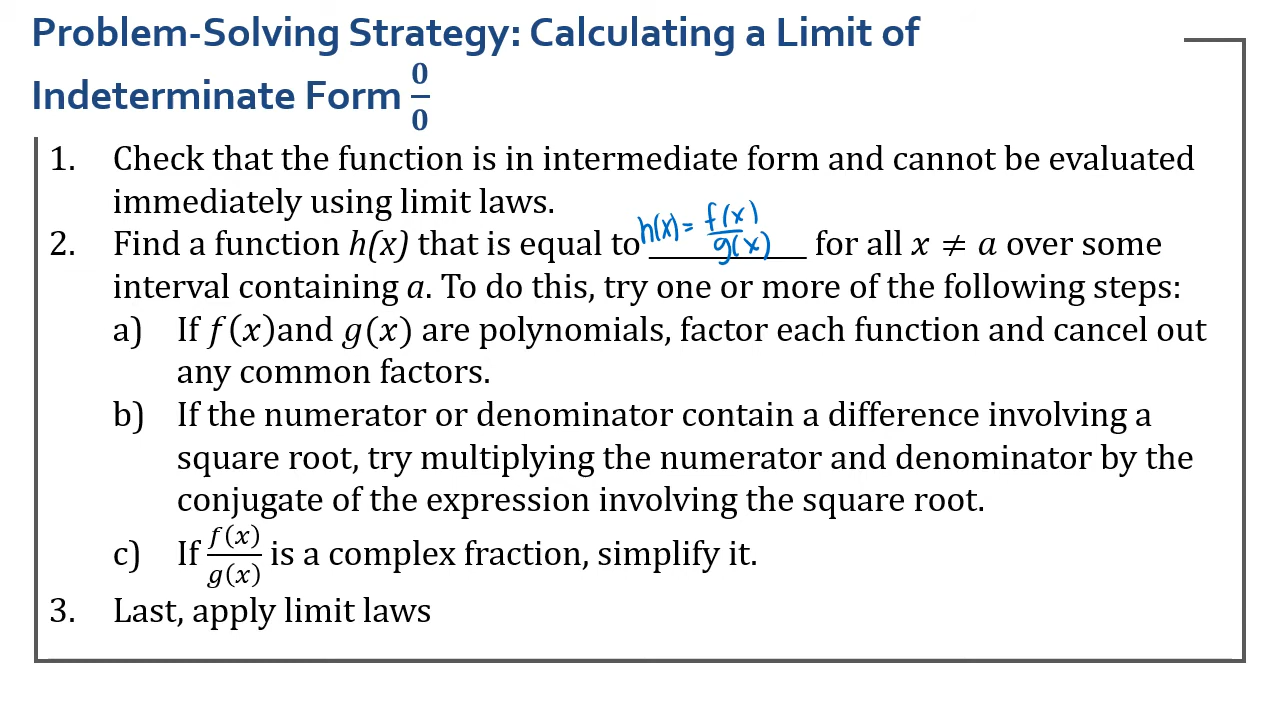 Problem-Solving Strategy: Calculating a Limit of
Indeterminate Form 0/0
1. Check that the function is in intermediate form and cannot be evaluated
immediately using limit laws.
2. Find a function h(x) that is equal to h(x) = f(x)/g(x) for all x ≠ a over some
interval containing a. To do this, try one or more of the following steps:
a) If f(x)and g(x) are polynomials, factor each function and cancel out
any common factors.
b) If the numerator or denominator contain a difference involving a
square root, try multiplying the numerator and denominator by the
conjugate of the expression involving the square root.
c) If f(x)/g(x) is a complex fraction, simplify it.
3. Last, apply limit laws